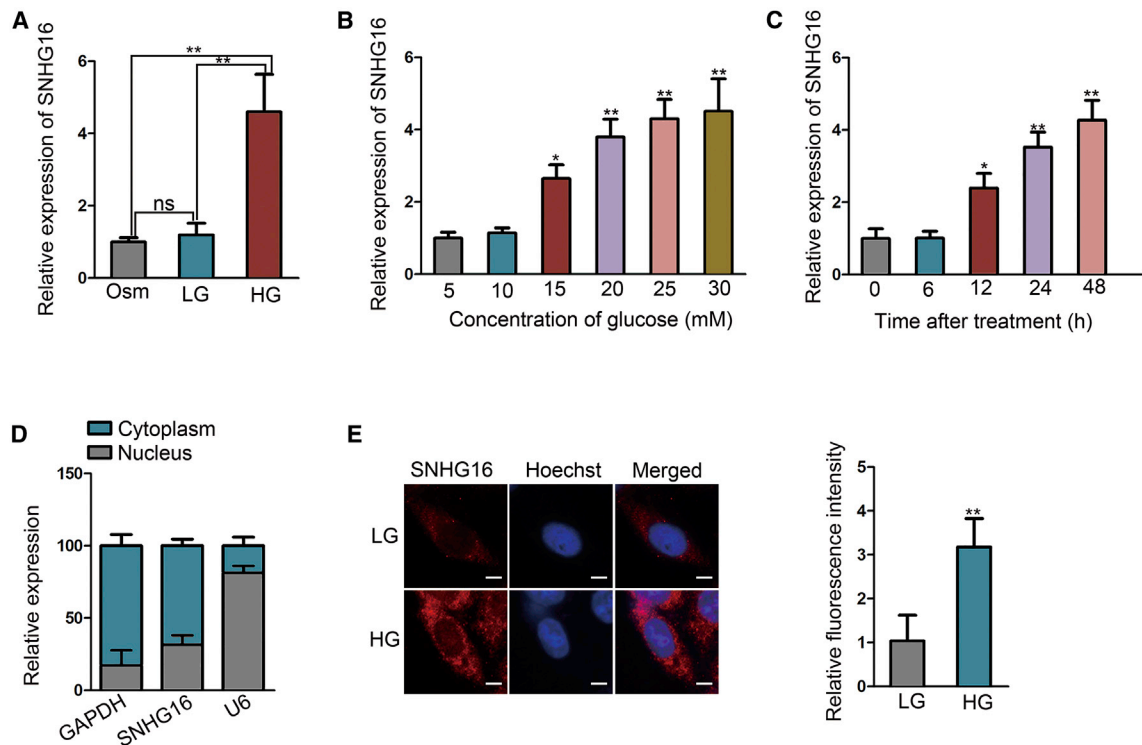 A
Relative expression of SNHG16
6
4
2
0
**
**
ns
Osm LG HG
B
Relative expression of SNHG16
6
4
2
0
* ** ** **
5 10 15 20 25 30
Concentration of glucose (mM)
C
Relative expression of SNHG16
6
4
2
0
* ** **
0 6 12 24 48
Time after treatment (h)
D
Cytoplasm
Nucleus
Relative expression
150
100
50
0
GAPDH SNHG16 U6
E
SNHG16 Hoechst Merged
LG
HG
Relative fluorescence intensity
5
4
3
2
1
0
**
LG HG